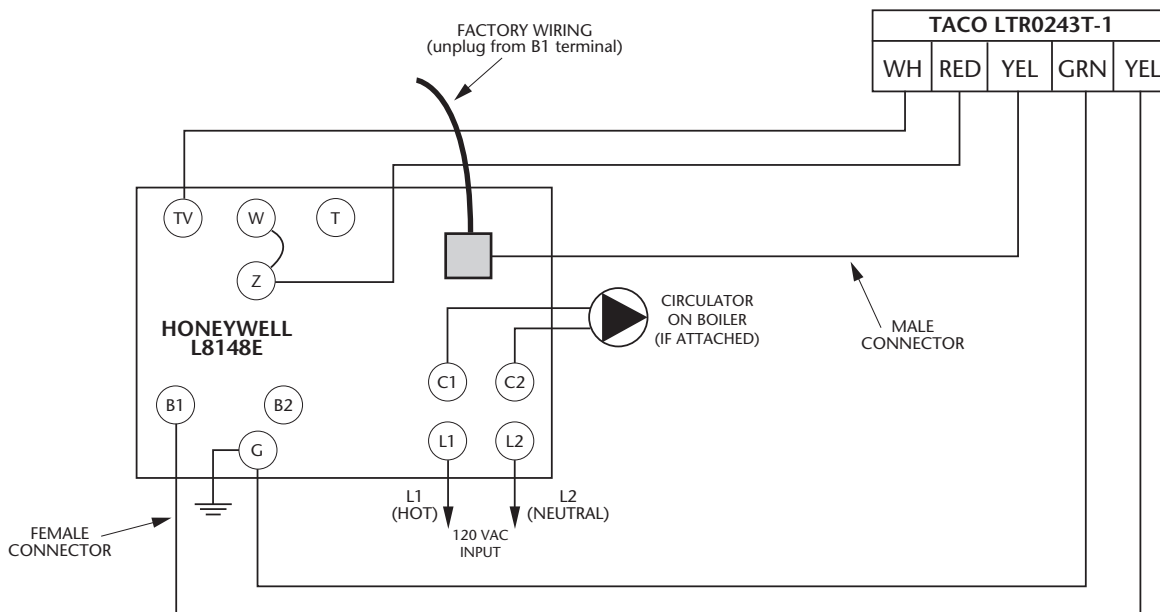 FACTORY WIRING
(unplug from B1 terminal)
TACO LTR0243T-1
WH RED YEL GRN YEL
TV W T
Z
HONEYWELL
L8148E
CIRCULATOR
ON BOILER
(IF ATTACHED)
MALE
CONNECTOR
C1 C2
B1 B2
G L1 L2
L1
(HOT)
L2
(NEUTRAL)
120 VAC
INPUT
FEMALE
CONNECTOR